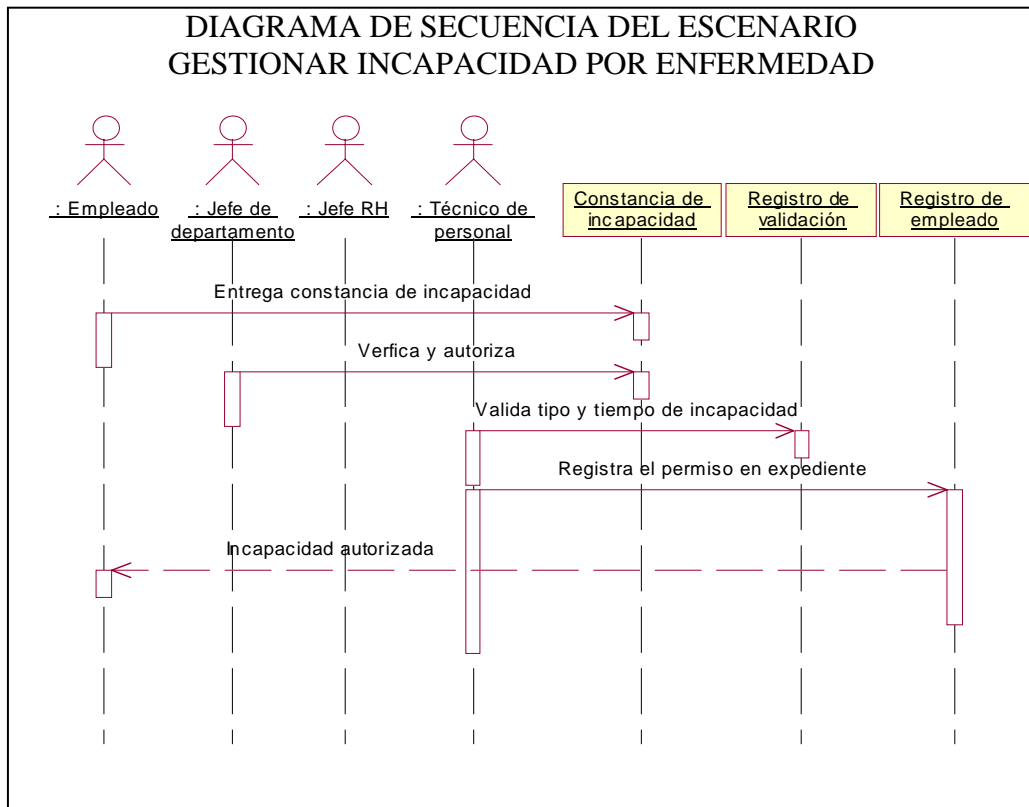 DIAGRAMA DE SECUENCIA DEL ESCENARIO
GESTIONAR INCAPACIDAD POR ENFERMEDAD
: Empleado
: Jefe de
departamento
: Jefe RH
: Técnico de
personal
Constancia de
incapacidad
Registro de
validación
Registro de
empleado
Entrega constancia de incapacidad
Verfica y autoriza
Valida tipo y tiempo de incapacidad
Registra el permiso en expediente
Incapacidad autorizada